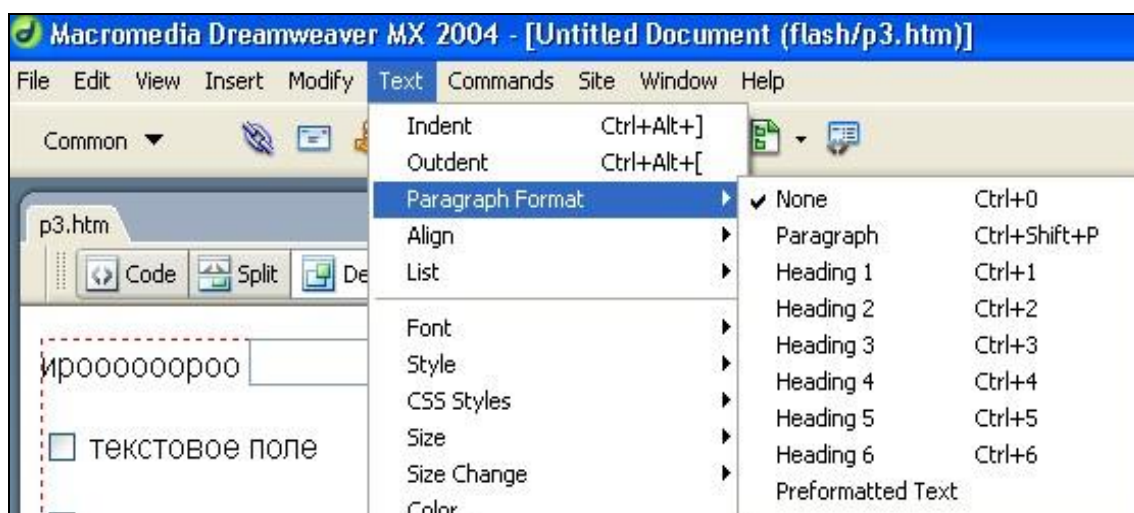 Macromedia Dreamweaver MX 2004 - [Untitled Document (flash/p3.htm)]
File Edit View Insert Modify Text Commands Site Window Help
Common
Indent Ctrl+Alt+]
Outdent Ctrl+Alt+[
Paragraph Format
Align
List
Font
Style
CSS Styles
Size
Size Change
Color
None Ctrl+0
Paragraph Ctrl+Shift+P
Heading 1 Ctrl+1
Heading 2 Ctrl+2
Heading 3 Ctrl+3
Heading 4 Ctrl+4
Heading 5 Ctrl+5
Heading 6 Ctrl+6
Preformatted Text
p3.htm
Code Split De
ирооооороо
текстовое поле